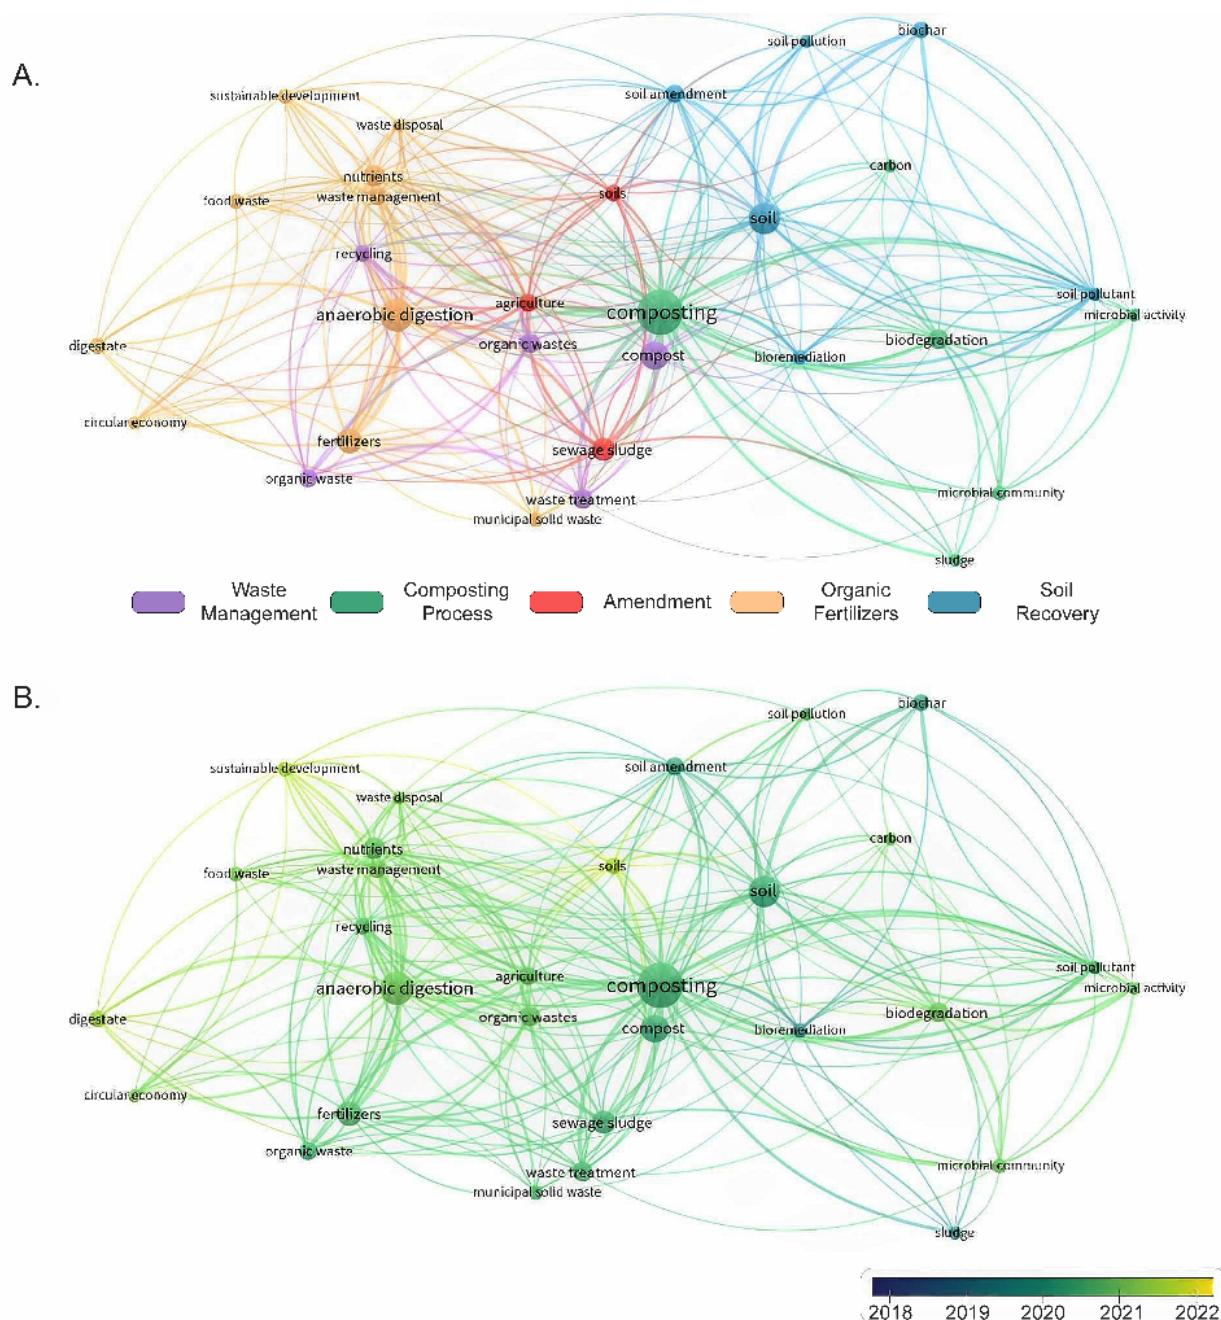 A.
soil pollution
biochar
sustainable development
soil amendment
waste disposal
carbon
nutrients
waste management
soils
food waste
soil
recycling
soil pollutant
agriculture
composting
anaerobic digestion
microbial activity
organic wastes
biodegradation
digestate
compost
bioremediation
circular economy
fertilizers
sewage sludge
organic waste
waste treatment
microbial community
municipal solid waste
sludge
Waste
Management
Composting
Process
Amendment
Organic
Fertilizers
Soil
Recovery
B.
soil pollution
biochar
sustainable development
soil amendment
waste disposal
carbon
nutrients
waste management
soils
food waste
soil
recycling
soil pollutant
agriculture
composting
anaerobic digestion
microbial activity
organic wastes
biodegradation
digestate
compost
bioremediation
circular economy
fertilizers
sewage sludge
organic waste
waste treatment
microbial community
municipal solid waste
sludge
2018 2019 2020 2021 2022